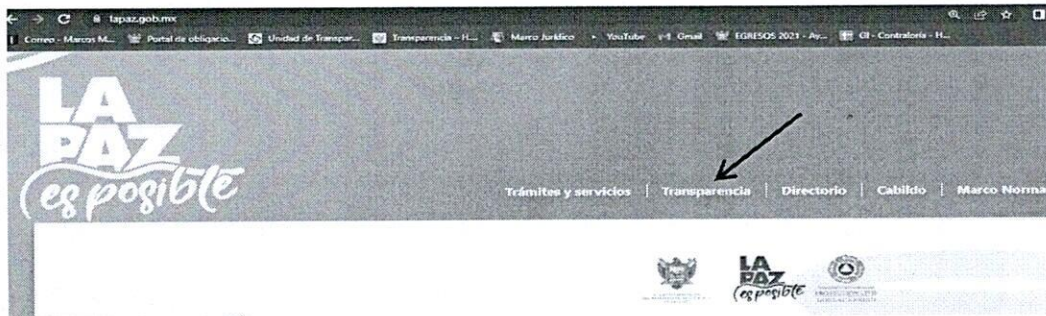 lapaz.gob.mx
Correo - Marcos M... Portal de obligacio... Unidad de Transpar... Transparencia - H... Marco Jurídico YouTube Gmail EGRESOS 2021 - Ay... GI - Contraloría - H...
LA
PAZ
es posible
Trámites y servicios | Transparencia | Directorio | Cabildo | Marco Norma
LA
PAZ
es posible